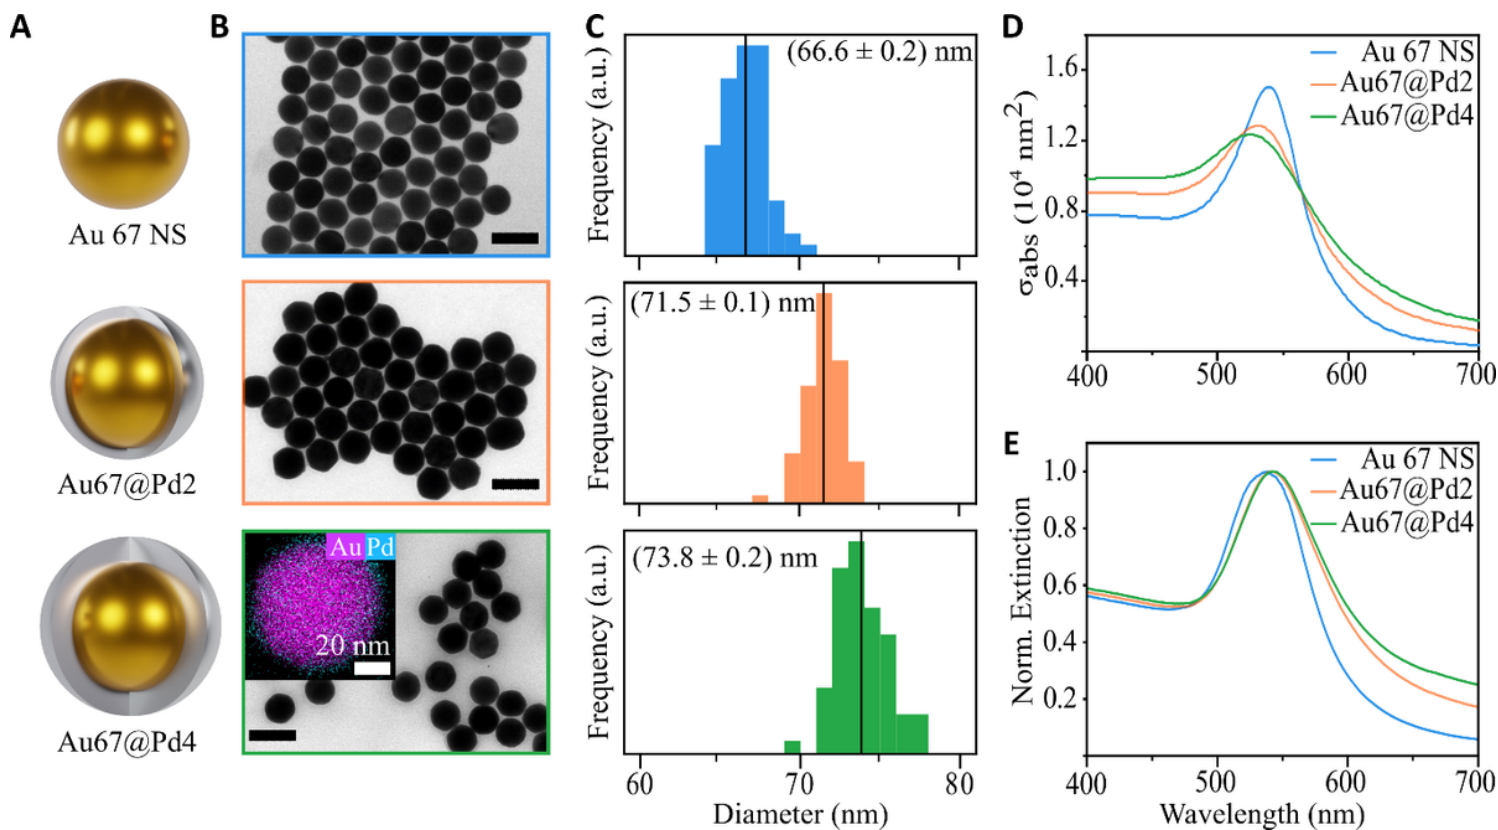 A
Au 67 NS
Au67@Pd2
Au67@Pd4
B
Au Pd
20 nm
C
Frequency (a.u.)
(66.6 ± 0.2) nm
Frequency (a.u.)
(71.5 ± 0.1) nm
Frequency (a.u.)
(73.8 ± 0.2) nm
60 70 80
Diameter (nm)
D
σabs (10⁴ nm²)
1.6
1.2
0.8
0.4
Au 67 NS
Au67@Pd2
Au67@Pd4
400 500 600 700
E
Norm. Extinction
1.0
0.8
0.6
0.4
0.2
Au 67 NS
Au67@Pd2
Au67@Pd4
400 500 600 700
Wavelength (nm)